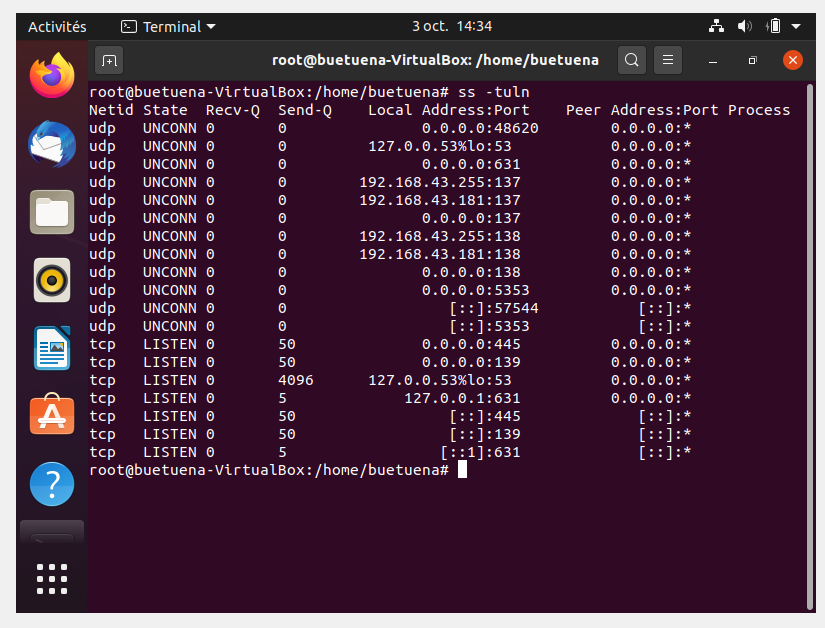 Activités Terminal 3 oct. 14:34
root@buetuena-VirtualBox: /home/buetuena
root@buetuena-VirtualBox:/home/buetuena# ss -tuln
Netid State Recv-Q Send-Q Local Address:Port Peer Address:Port Process
udp UNCONN 0 0 0.0.0.0:48620 0.0.0.0:*
udp UNCONN 0 0 127.0.0.53%lo:53 0.0.0.0:*
udp UNCONN 0 0 0.0.0.0:631 0.0.0.0:*
udp UNCONN 0 0 192.168.43.255:137 0.0.0.0:*
udp UNCONN 0 0 192.168.43.181:137 0.0.0.0:*
udp UNCONN 0 0 0.0.0.0:137 0.0.0.0:*
udp UNCONN 0 0 192.168.43.255:138 0.0.0.0:*
udp UNCONN 0 0 192.168.43.181:138 0.0.0.0:*
udp UNCONN 0 0 0.0.0.0:138 0.0.0.0:*
udp UNCONN 0 0 0.0.0.0:5353 0.0.0.0:*
udp UNCONN 0 0 [::]:57544 [::]:*
udp UNCONN 0 0 [::]:5353 [::]:*
tcp LISTEN 0 50 0.0.0.0:445 0.0.0.0:*
tcp LISTEN 0 50 0.0.0.0:139 0.0.0.0:*
tcp LISTEN 0 4096 127.0.0.53%lo:53 0.0.0.0:*
tcp LISTEN 0 5 127.0.0.1:631 0.0.0.0:*
tcp LISTEN 0 50 [::]:445 [::]:*
tcp LISTEN 0 50 [::]:139 [::]:*
tcp LISTEN 0 5 [::1]:631 [::]:*
root@buetuena-VirtualBox:/home/buetuena#